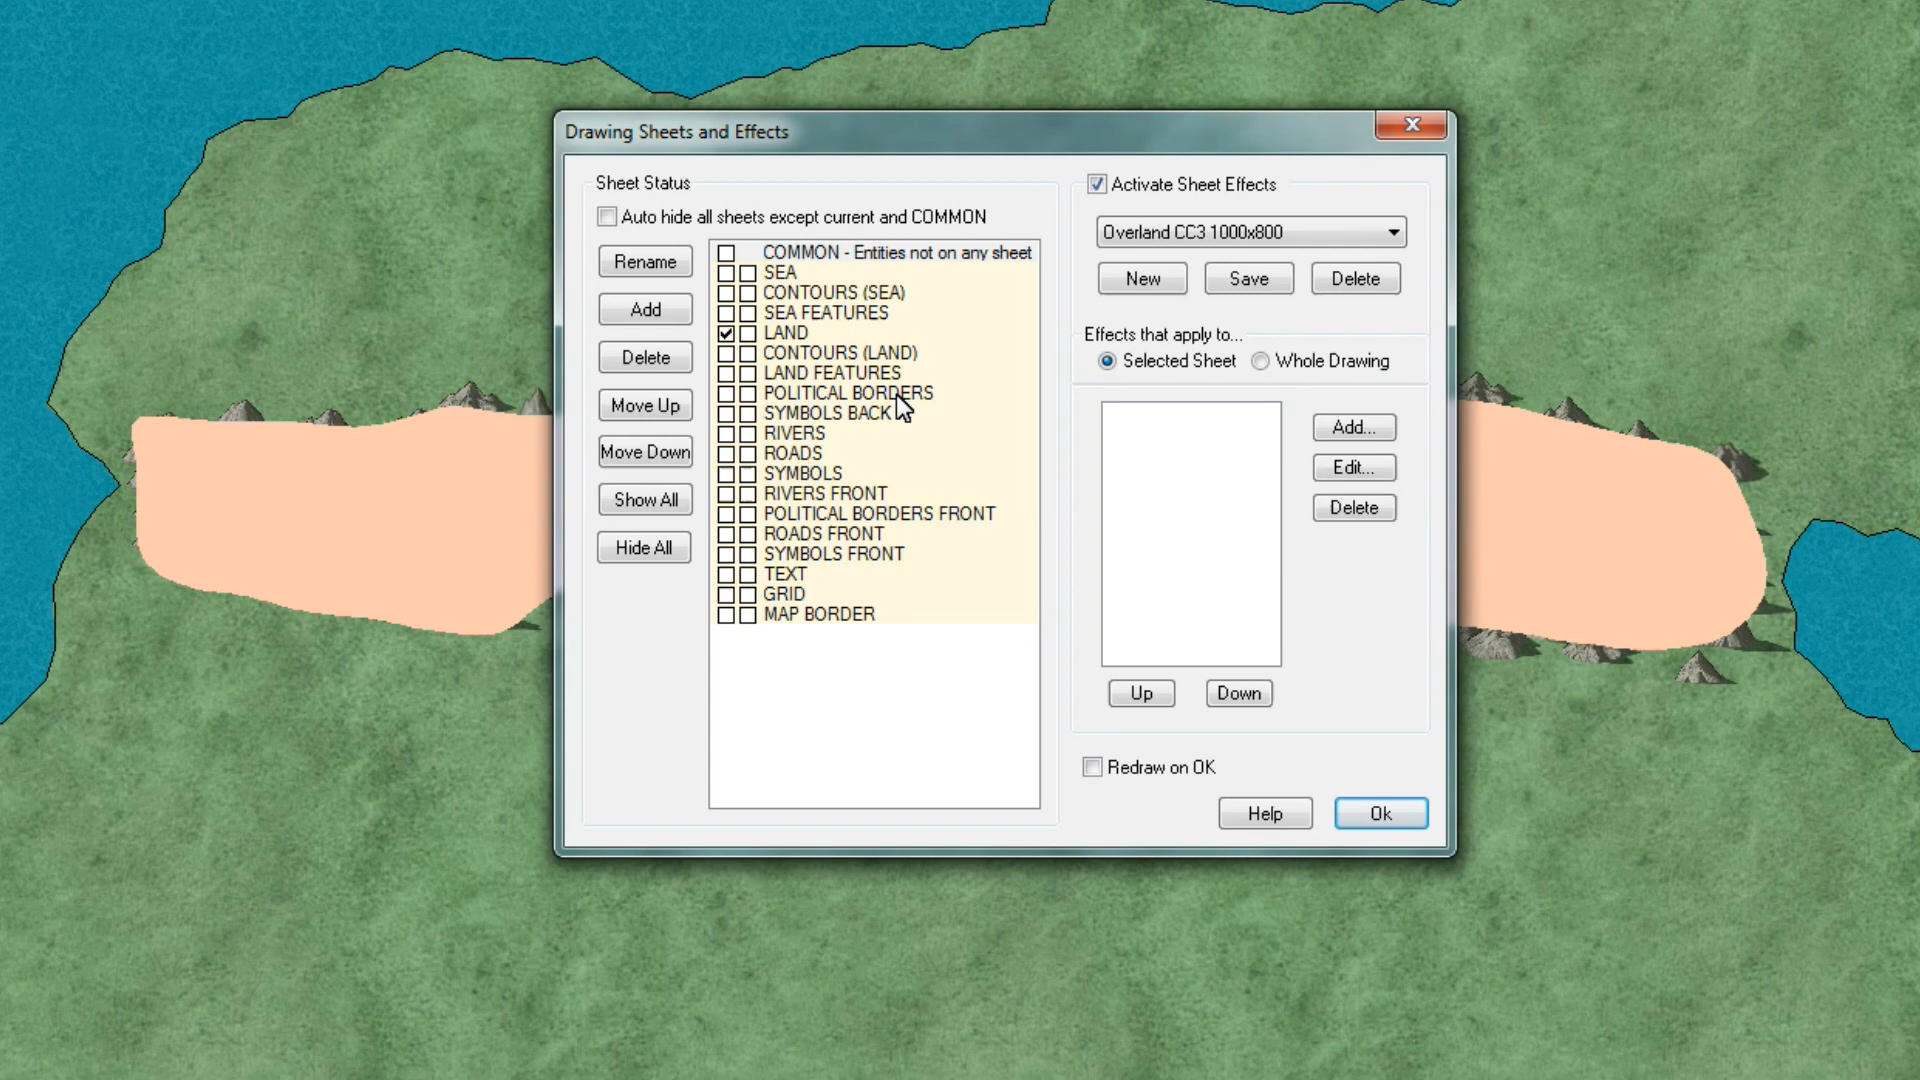 Drawing Sheets and Effects
Sheet Status
Activate Sheet Effects
Auto hide all sheets except current and COMMON
Overland CC3 1000x800
Rename
Add
Delete
Move Up
Move Down
Show All
Hide All
COMMON - Entities not on any sheet
SEA
CONTOURS (SEA)
SEA FEATURES
LAND
CONTOURS (LAND)
LAND FEATURES
POLITICAL BORDERS
SYMBOLS BACK
RIVERS
ROADS
SYMBOLS
RIVERS FRONT
POLITICAL BORDERS FRONT
ROADS FRONT
SYMBOLS FRONT
TEXT
GRID
MAP BORDER
New Save Delete
Effects that apply to...
Selected Sheet Whole Drawing
Add...
Edit...
Delete
Up Down
Redraw on OK
Help Ok